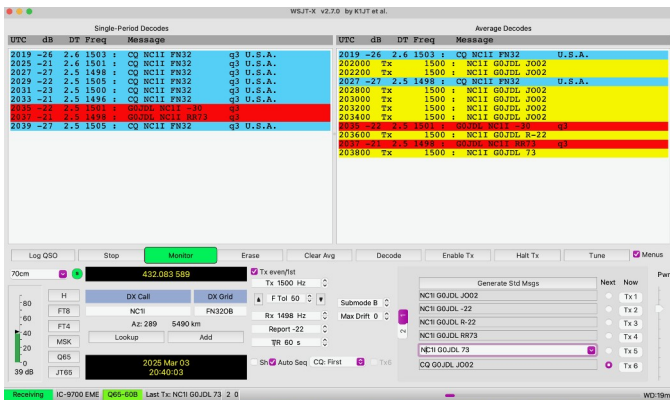 WSJT-X v2.7.0 by K1JT et al.
Single-Period Decodes
UTC dB DT Freq Message
2019 -26 2.6 1503 : CQ NC1I FN32 q3 U.S.A.
2025 -21 2.6 1501 : CQ NC1I FN32 q3 U.S.A.
2027 -27 2.5 1498 : CQ NC1I FN32 q3 U.S.A.
2029 -22 2.5 1505 : CQ NC1I FN32 q3 U.S.A.
2031 -23 2.5 1500 : CQ NC1I FN32 q3 U.S.A.
2033 -21 2.5 1496 : CQ NC1I FN32 q3 U.S.A.
2035 -22 2.5 1501 : G0JDL NC1I -30 q3
2037 -21 2.5 1498 : G0JDL NC1I RR73 q3
2039 -27 2.5 1505 : CQ NC1I FN32 q3 U.S.A.
Average Decodes
UTC dB DT Freq Message
2019 -26 2.6 1503 : CQ NC1I FN32 U.S.A.
202000 Tx 1500 : NC1I G0JDL JO02
202200 Tx 1500 : NC1I G0JDL JO02
2027 -27 2.5 1498 : CQ NC1I FN32 U.S.A.
202800 Tx 1500 : NC1I G0JDL JO02
203000 Tx 1500 : NC1I G0JDL JO02
203200 Tx 1500 : NC1I G0JDL JO02
203400 Tx 1500 : NC1I G0JDL JO02
2035 -22 2.5 1501 : G0JDL NC1I -30 q3
203600 Tx 1500 : NC1I G0JDL R-22
2037 -21 2.5 1498 : G0JDL NC1I RR73 q3
203800 Tx 1500 : NC1I G0JDL 73
Log QSO Stop Monitor Erase Clear Avg Decode Enable Tx Halt Tx Tune Menus
70cm
432.083 589
Tx even/1st
Tx 1500 Hz
F Tol 50
Rx 1498 Hz
Report -22
T/R 60 s
Submode B
Max Drift 0
Sh Auto Seq CQ: First Tx6
80
60
40
20
0
39 dB
H
FT8
FT4
MSK
Q65
JT65
DX Call DX Grid
NC1I FN32OB
Az: 289 5490 km
Lookup Add
2025 Mar 03
20:40:03
1
2
Generate Std Msgs Next Now Pwr
NC1I G0JDL JO02 Tx 1
NC1I G0JDL -22 Tx 2
NC1I G0JDL R-22 Tx 3
NC1I G0JDL RR73 Tx 4
NC1I G0JDL 73 Tx 5
CQ G0JDL JO02 Tx 6
Receiving IC-9700 EME Q65-60B Last Tx: NC1I G0JDL 73 2 0 WD:19m